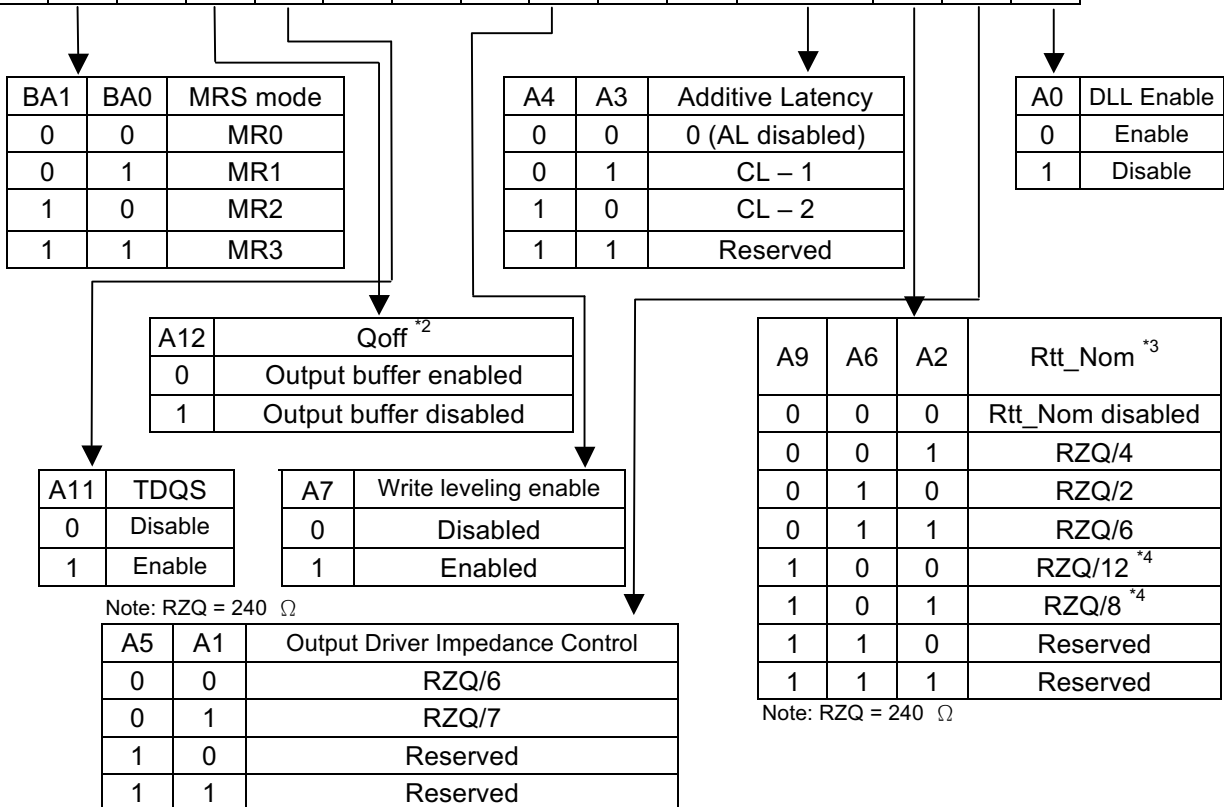 BA1 BA0 MRS mode
0 0 MR0
0 1 MR1
1 0 MR2
1 1 MR3
A4 A3 Additive Latency
0 0 0 (AL disabled)
0 1 CL – 1
1 0 CL – 2
1 1 Reserved
A0 DLL Enable
0 Enable
1 Disable
A12 Qoff *2
0 Output buffer enabled
1 Output buffer disabled
A9 A6 A2 Rtt_Nom *3
0 0 0 Rtt_Nom disabled
0 0 1 RZQ/4
0 1 0 RZQ/2
0 1 1 RZQ/6
1 0 0 RZQ/12 *4
1 0 1 RZQ/8 *4
1 1 0 Reserved
1 1 1 Reserved
Note: RZQ = 240 Ω
A11 TDQS
0 Disable
1 Enable
A7 Write leveling enable
0 Disabled
1 Enabled
Note: RZQ = 240 Ω
A5 A1 Output Driver Impedance Control
0 0 RZQ/6
0 1 RZQ/7
1 0 Reserved
1 1 Reserved